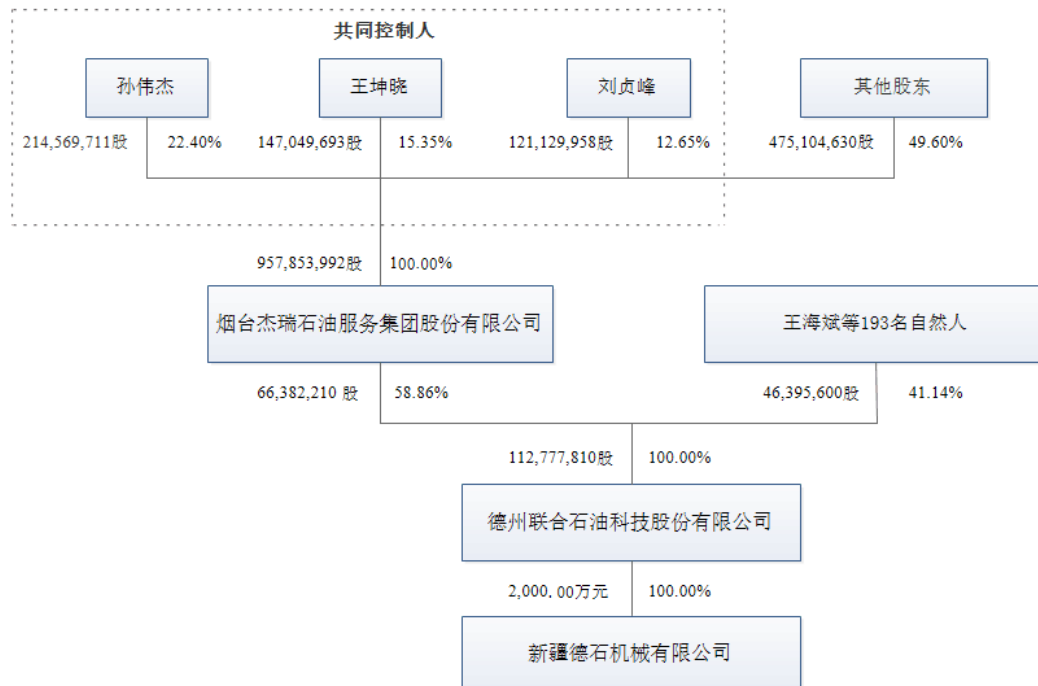 共同控制人
孙伟杰 王坤晓 刘贞峰 其他股东
214,569,711股 22.40% 147,049,693股 15.35% 121,129,958股 12.65% 475,104,630股 49.60%
957,853,992股 100.00%
烟台杰瑞石油服务集团股份有限公司 王海斌等193名自然人
66,382,210 股 58.86% 46,395,600股 41.14%
112,777,810股 100.00%
德州联合石油科技股份有限公司
2,000.00万元 100.00%
新疆德石机械有限公司